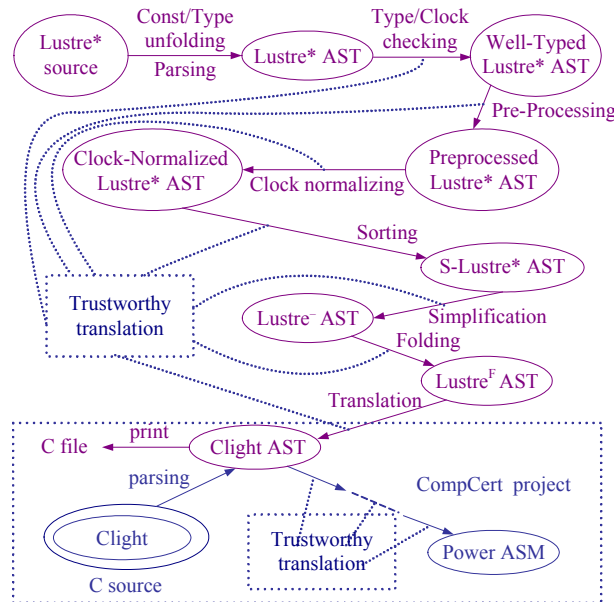 Const/Type
unfolding
Parsing
Type/Clock
checking
Lustre*
source
Lustre* AST
Well-Typed
Lustre* AST
Pre-Processing
Clock-Normalized
Lustre* AST
Clock normalizing
Preprocessed
Lustre* AST
Sorting
S-Lustre* AST
Trustworthy
translation
Lustre⁻ AST
Simplification
Folding
Lustreᶠ AST
Translation
C file
print
Clight AST
parsing
CompCert project
Clight
C source
Trustworthy
translation
Power ASM